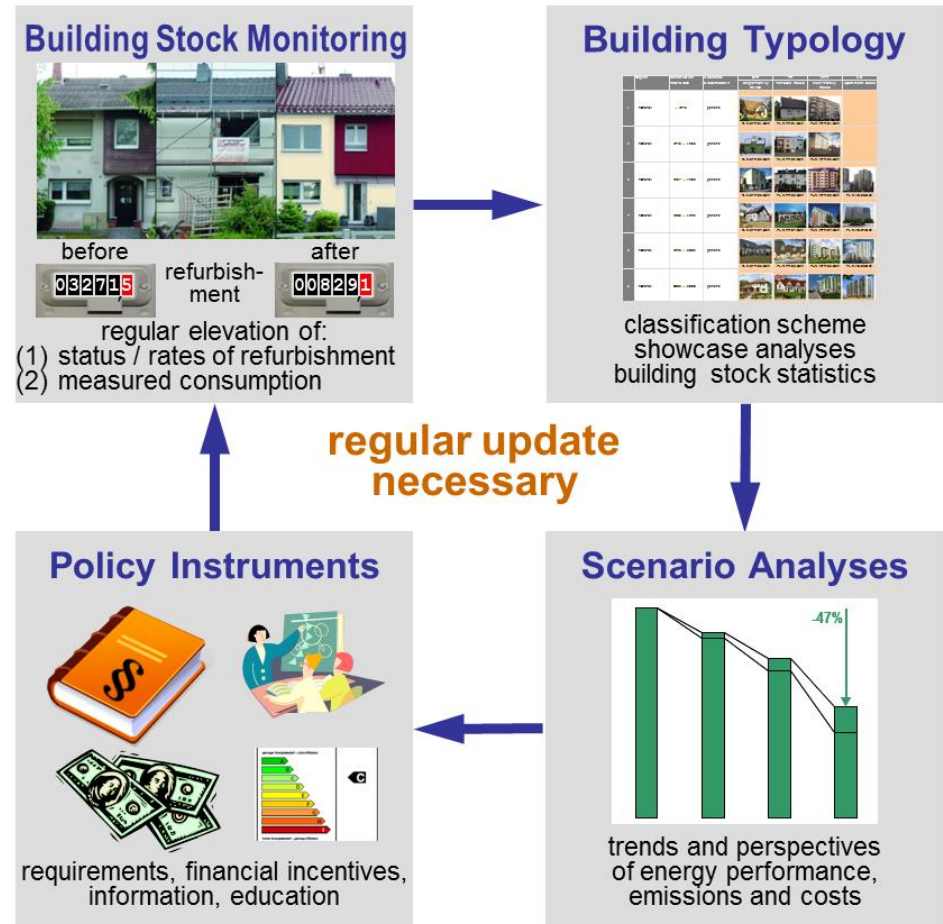 Building Stock Monitoring
before
after
refurbish-
ment
032715
008291
regular elevation of:
(1) status / rates of refurbishment
(2) measured consumption
Building Typology
classification scheme
showcase analyses
building stock statistics
regular update
necessary
Policy Instruments
§
C
requirements, financial incentives,
information, education
Scenario Analyses
-47%
trends and perspectives
of energy performance,
emissions and costs